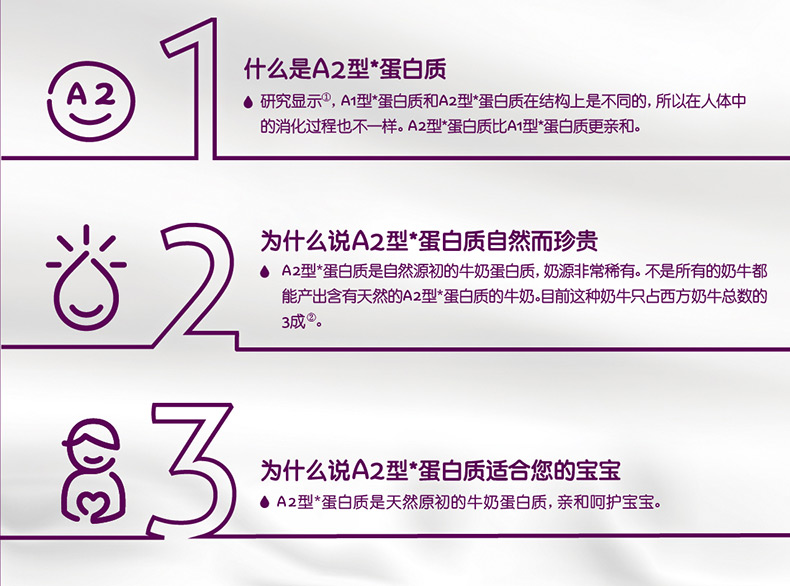 A2
1
什么是A2型*蛋白质
研究显示①，A1型*蛋白质和A2型*蛋白质在结构上是不同的，所以在人体中
的消化过程也不一样。A2型*蛋白质比A1型*蛋白质更亲和。
2
为什么说A2型*蛋白质自然而珍贵
A2型*蛋白质是自然源初的牛奶蛋白质，奶源非常稀有。不是所有的奶牛都
能产出含有天然的A2型*蛋白质的牛奶。目前这种奶牛只占西方奶牛总数的
3成②。
3
为什么说A2型*蛋白质适合您的宝宝
A2型*蛋白质是天然原初的牛奶蛋白质，亲和呵护宝宝。